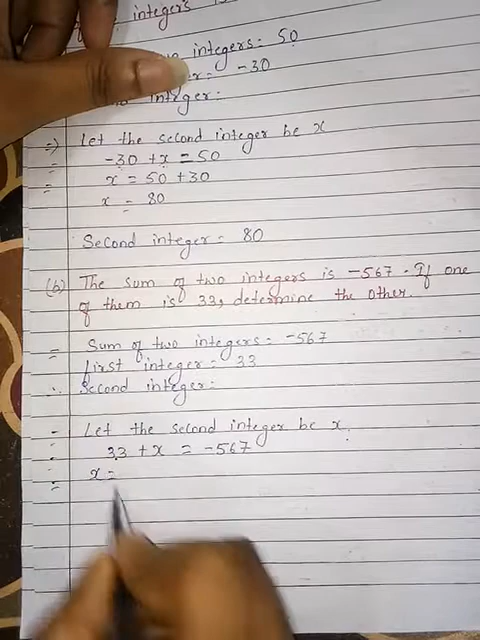 integers
integers = 50
= -30
integer:
=) Let the second integer be x
-30 + x = 50
= x = 50 + 30
x = 80
Second integer = 80
(b) The sum of two integers is -567. If one
of them is 33, determine the other.
= Sum of two integers = -567
first integer = 33
∴ Second integer:
- Let the second integer be x.
- 33 + x = -567
= x =